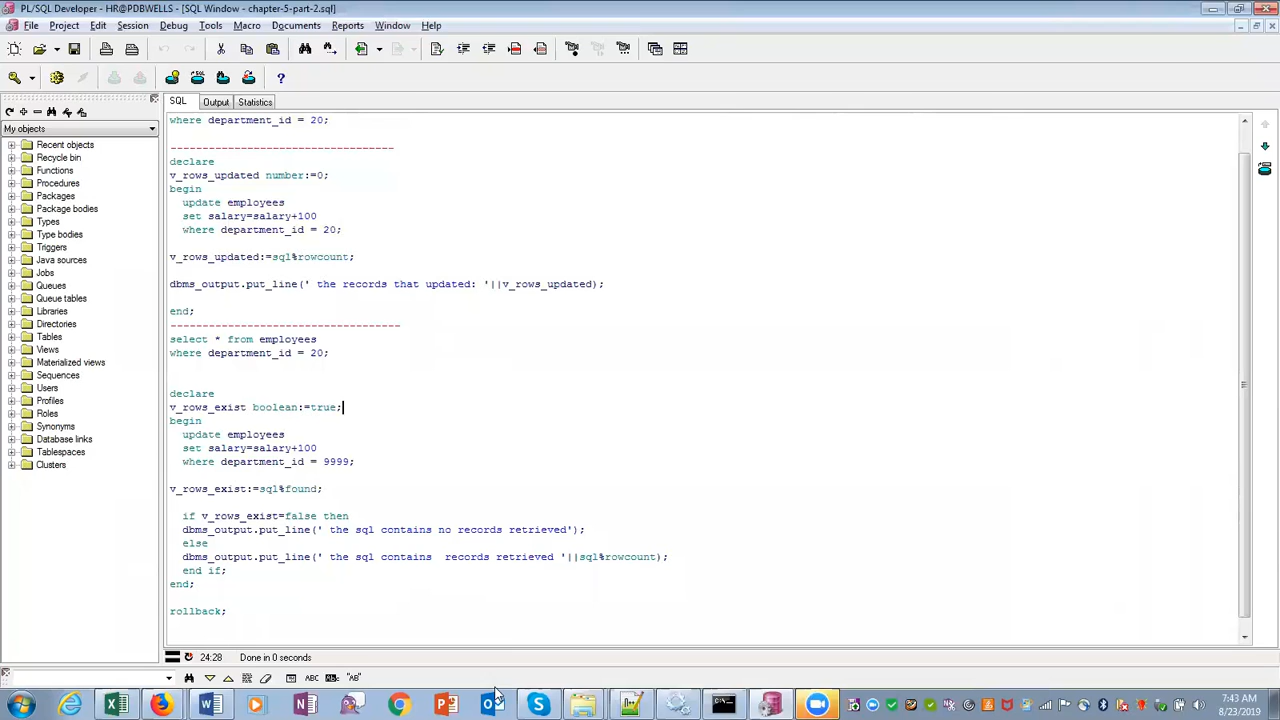 PL/SQL Developer - HR@PDBWELLS - [SQL Window - chapter-5-part-2.sql]
File Project Edit Session Debug Tools Macro Documents Reports Window Help
SQL Output Statistics
My objects
Recent objects
Recycle bin
Functions
Procedures
Packages
Package bodies
Types
Type bodies
Triggers
Java sources
Jobs
Queues
Queue tables
Libraries
Directories
Tables
Views
Materialized views
Sequences
Users
Profiles
Roles
Synonyms
Database links
Tablespaces
Clusters
where department_id = 20;
-----------------------------------
declare
v_rows_updated number:=0;
begin
update employees
set salary=salary+100
where department_id = 20;
v_rows_updated:=sql%rowcount;
dbms_output.put_line(' the records that updated: '||v_rows_updated);
end;
------------------------------------
select * from employees
where department_id = 20;
declare
v_rows_exist boolean:=true;
begin
update employees
set salary=salary+100
where department_id = 9999;
v_rows_exist:=sql%found;
if v_rows_exist=false then
dbms_output.put_line(' the sql contains no records retrieved');
else
dbms_output.put_line(' the sql contains  records retrieved '||sql%rowcount);
end if;
end;
rollback;
24:28 Done in 0 seconds
ABC "AB"
7:43 AM
8/23/2019